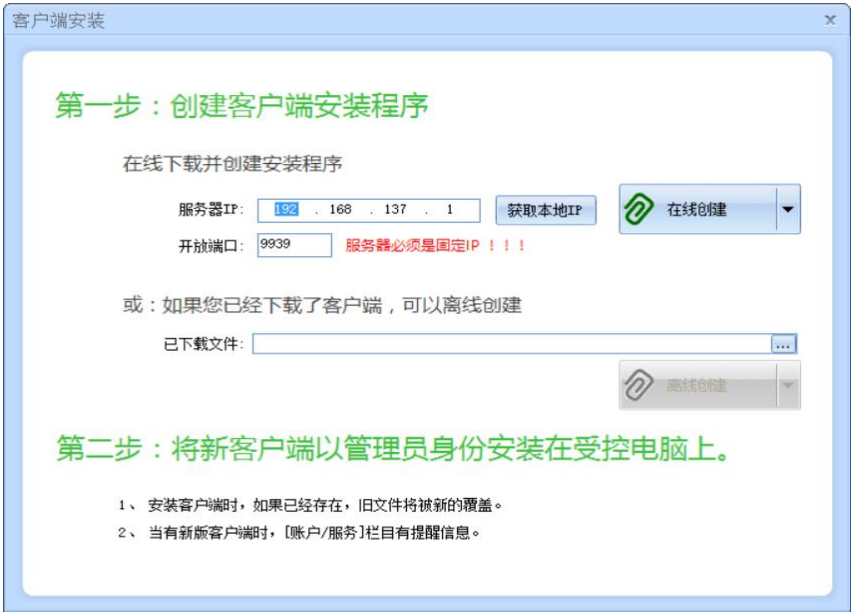 客户端安装
第一步：创建客户端安装程序
在线下载并创建安装程序
服务器IP: 192 . 168 . 137 . 1 获取本地IP 在线创建
开放端口: 9939 服务器必须是固定IP！！！
或：如果您已经下载了客户端，可以离线创建
已下载文件: ...
离线创建
第二步：将新客户端以管理员身份安装在受控电脑上。
1、 安装客户端时，如果已经存在，旧文件将被新的覆盖。
2、 当有新版客户端时，[账户/服务]栏目有提醒信息。